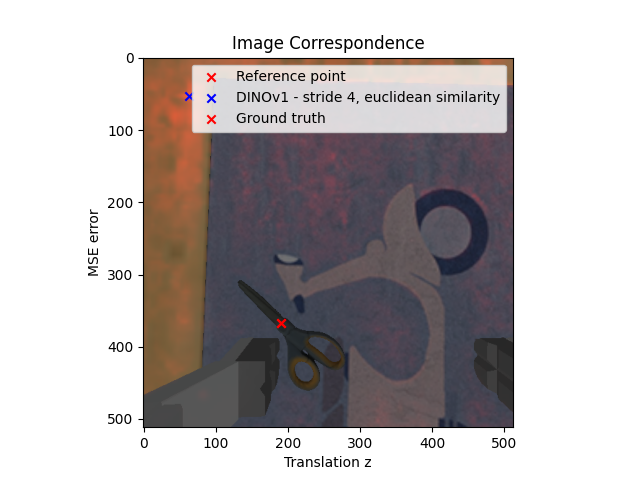 Image Correspondence
Reference point
DINOv1 - stride 4, euclidean similarity
Ground truth
MSE error
0
100
200
300
400
500
0 100 200 300 400 500
Translation z